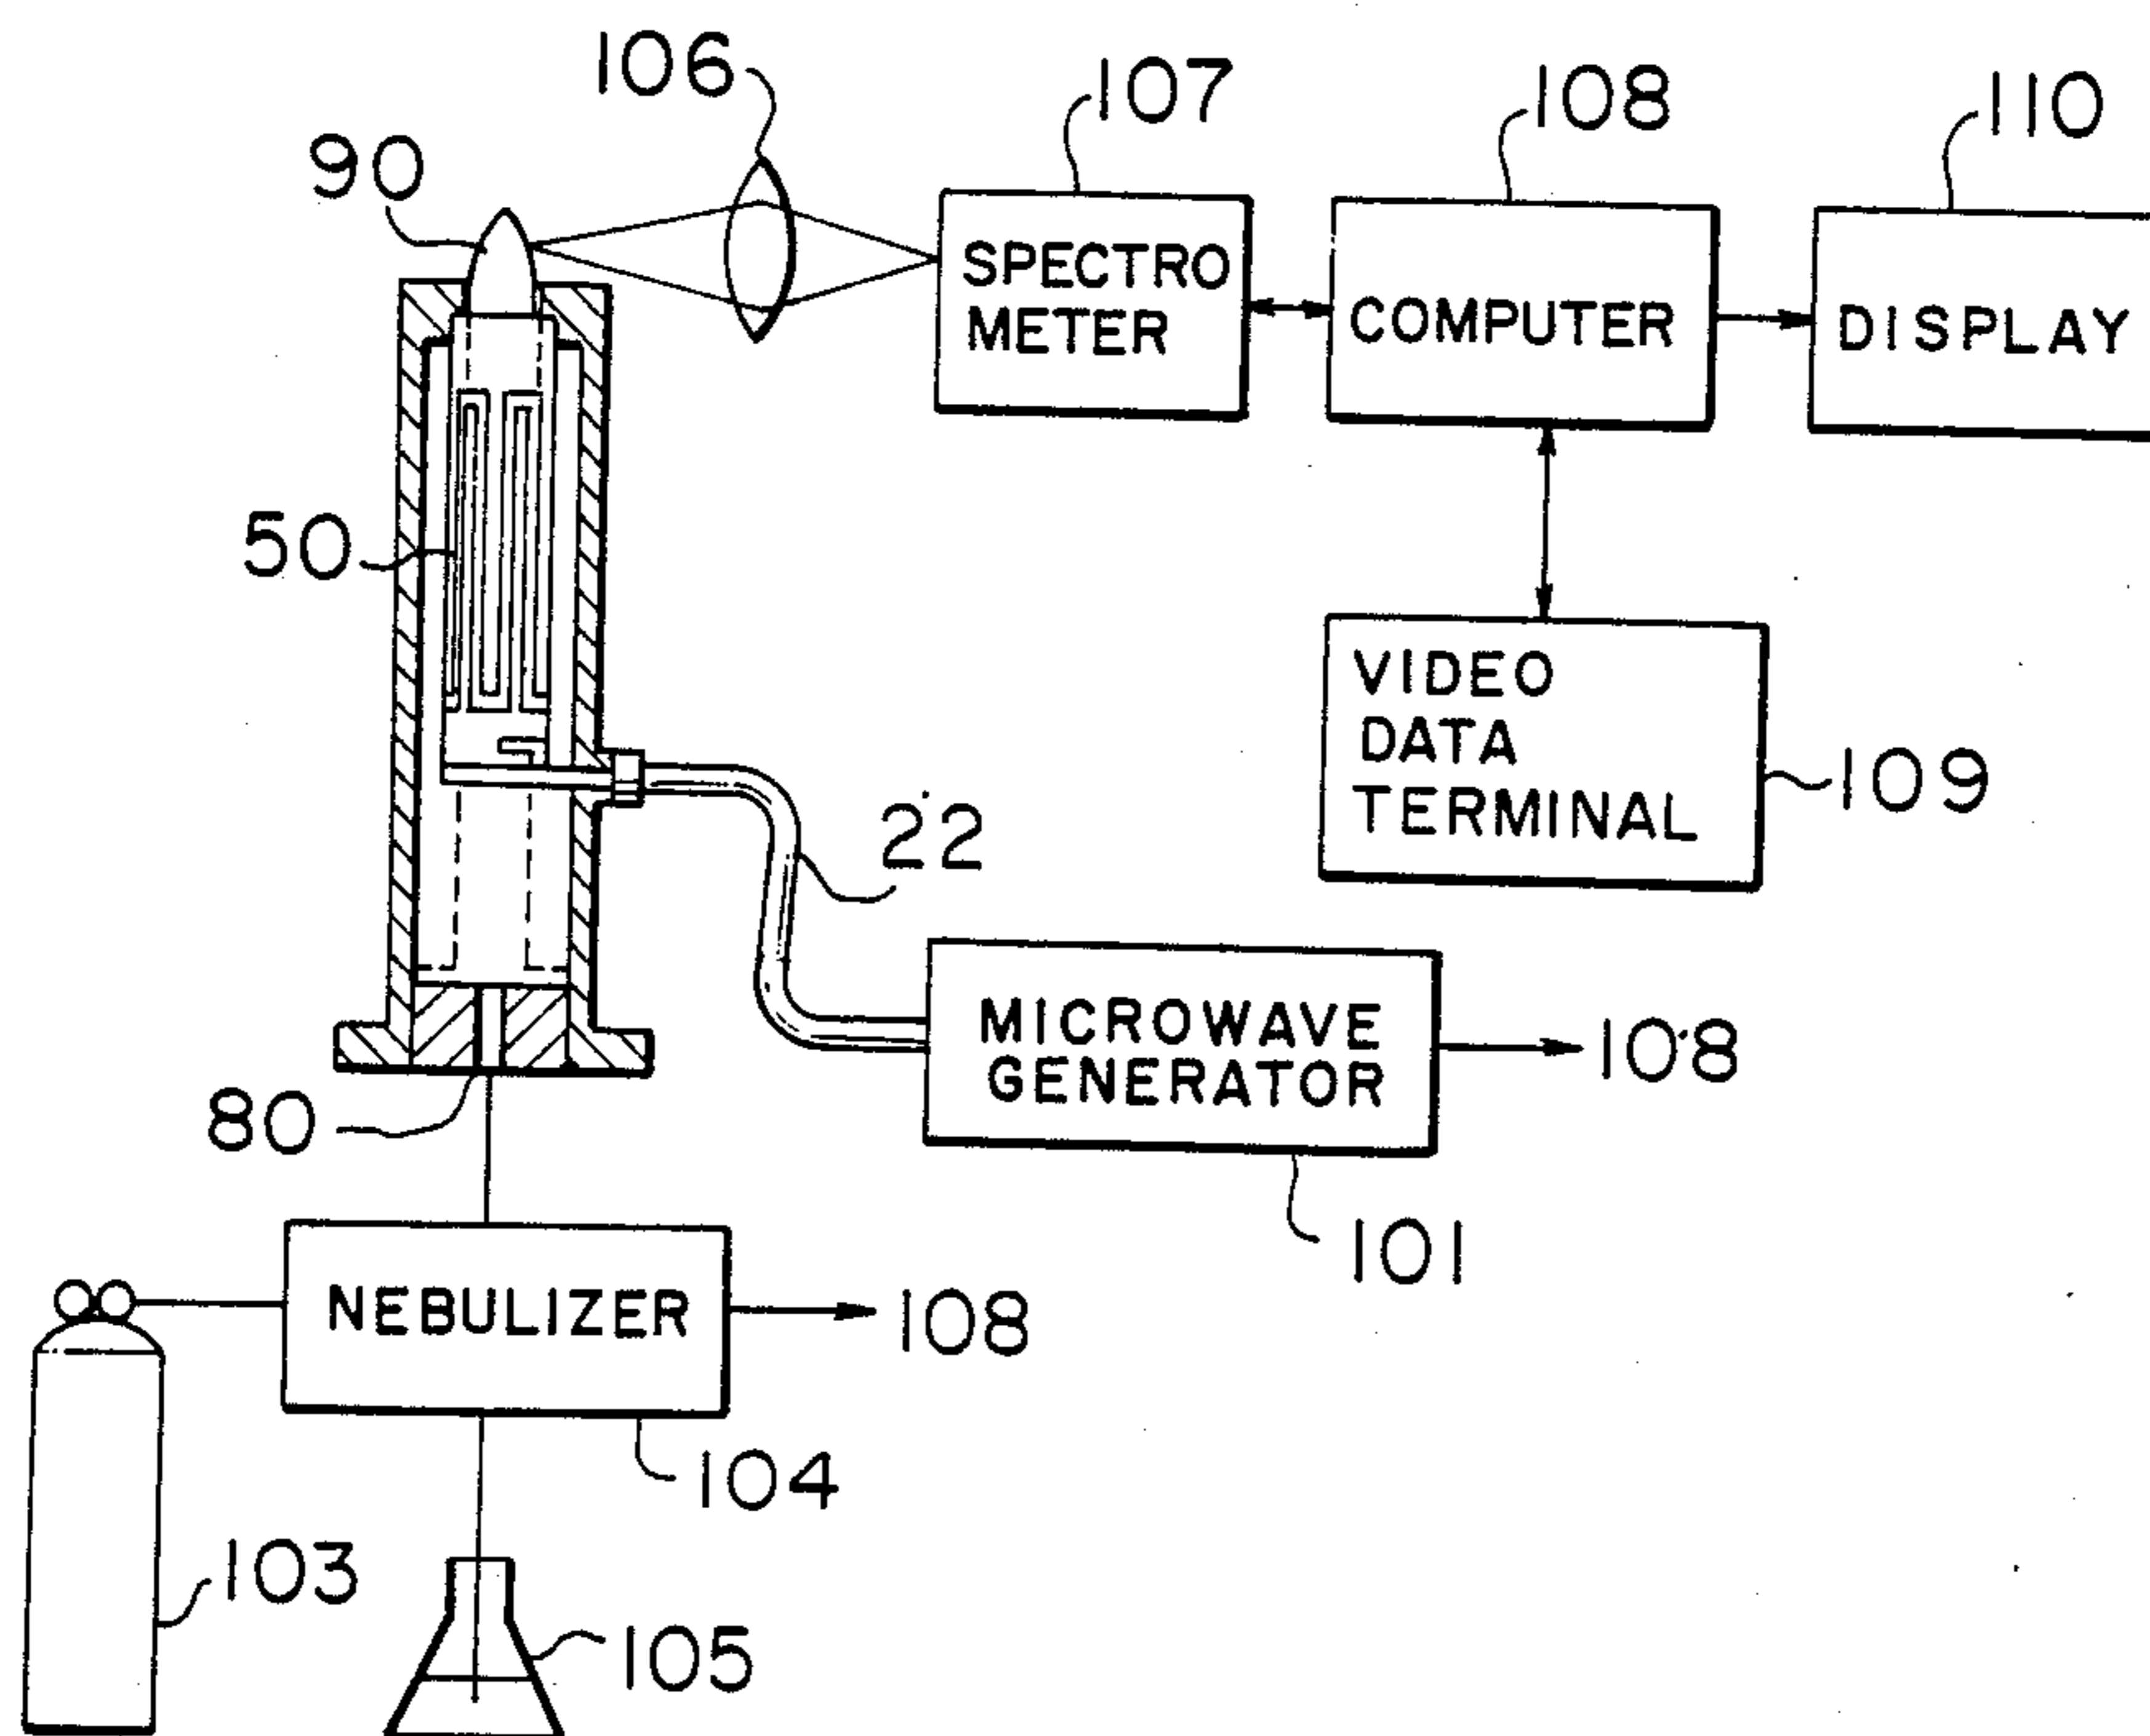 106
107
108
110
90
SPECTRO
METER
COMPUTER
DISPLAY
50
VIDEO
DATA
TERMINAL
109
22
MICROWAVE
GENERATOR
108
80
101
NEBULIZER
108
104
103
105